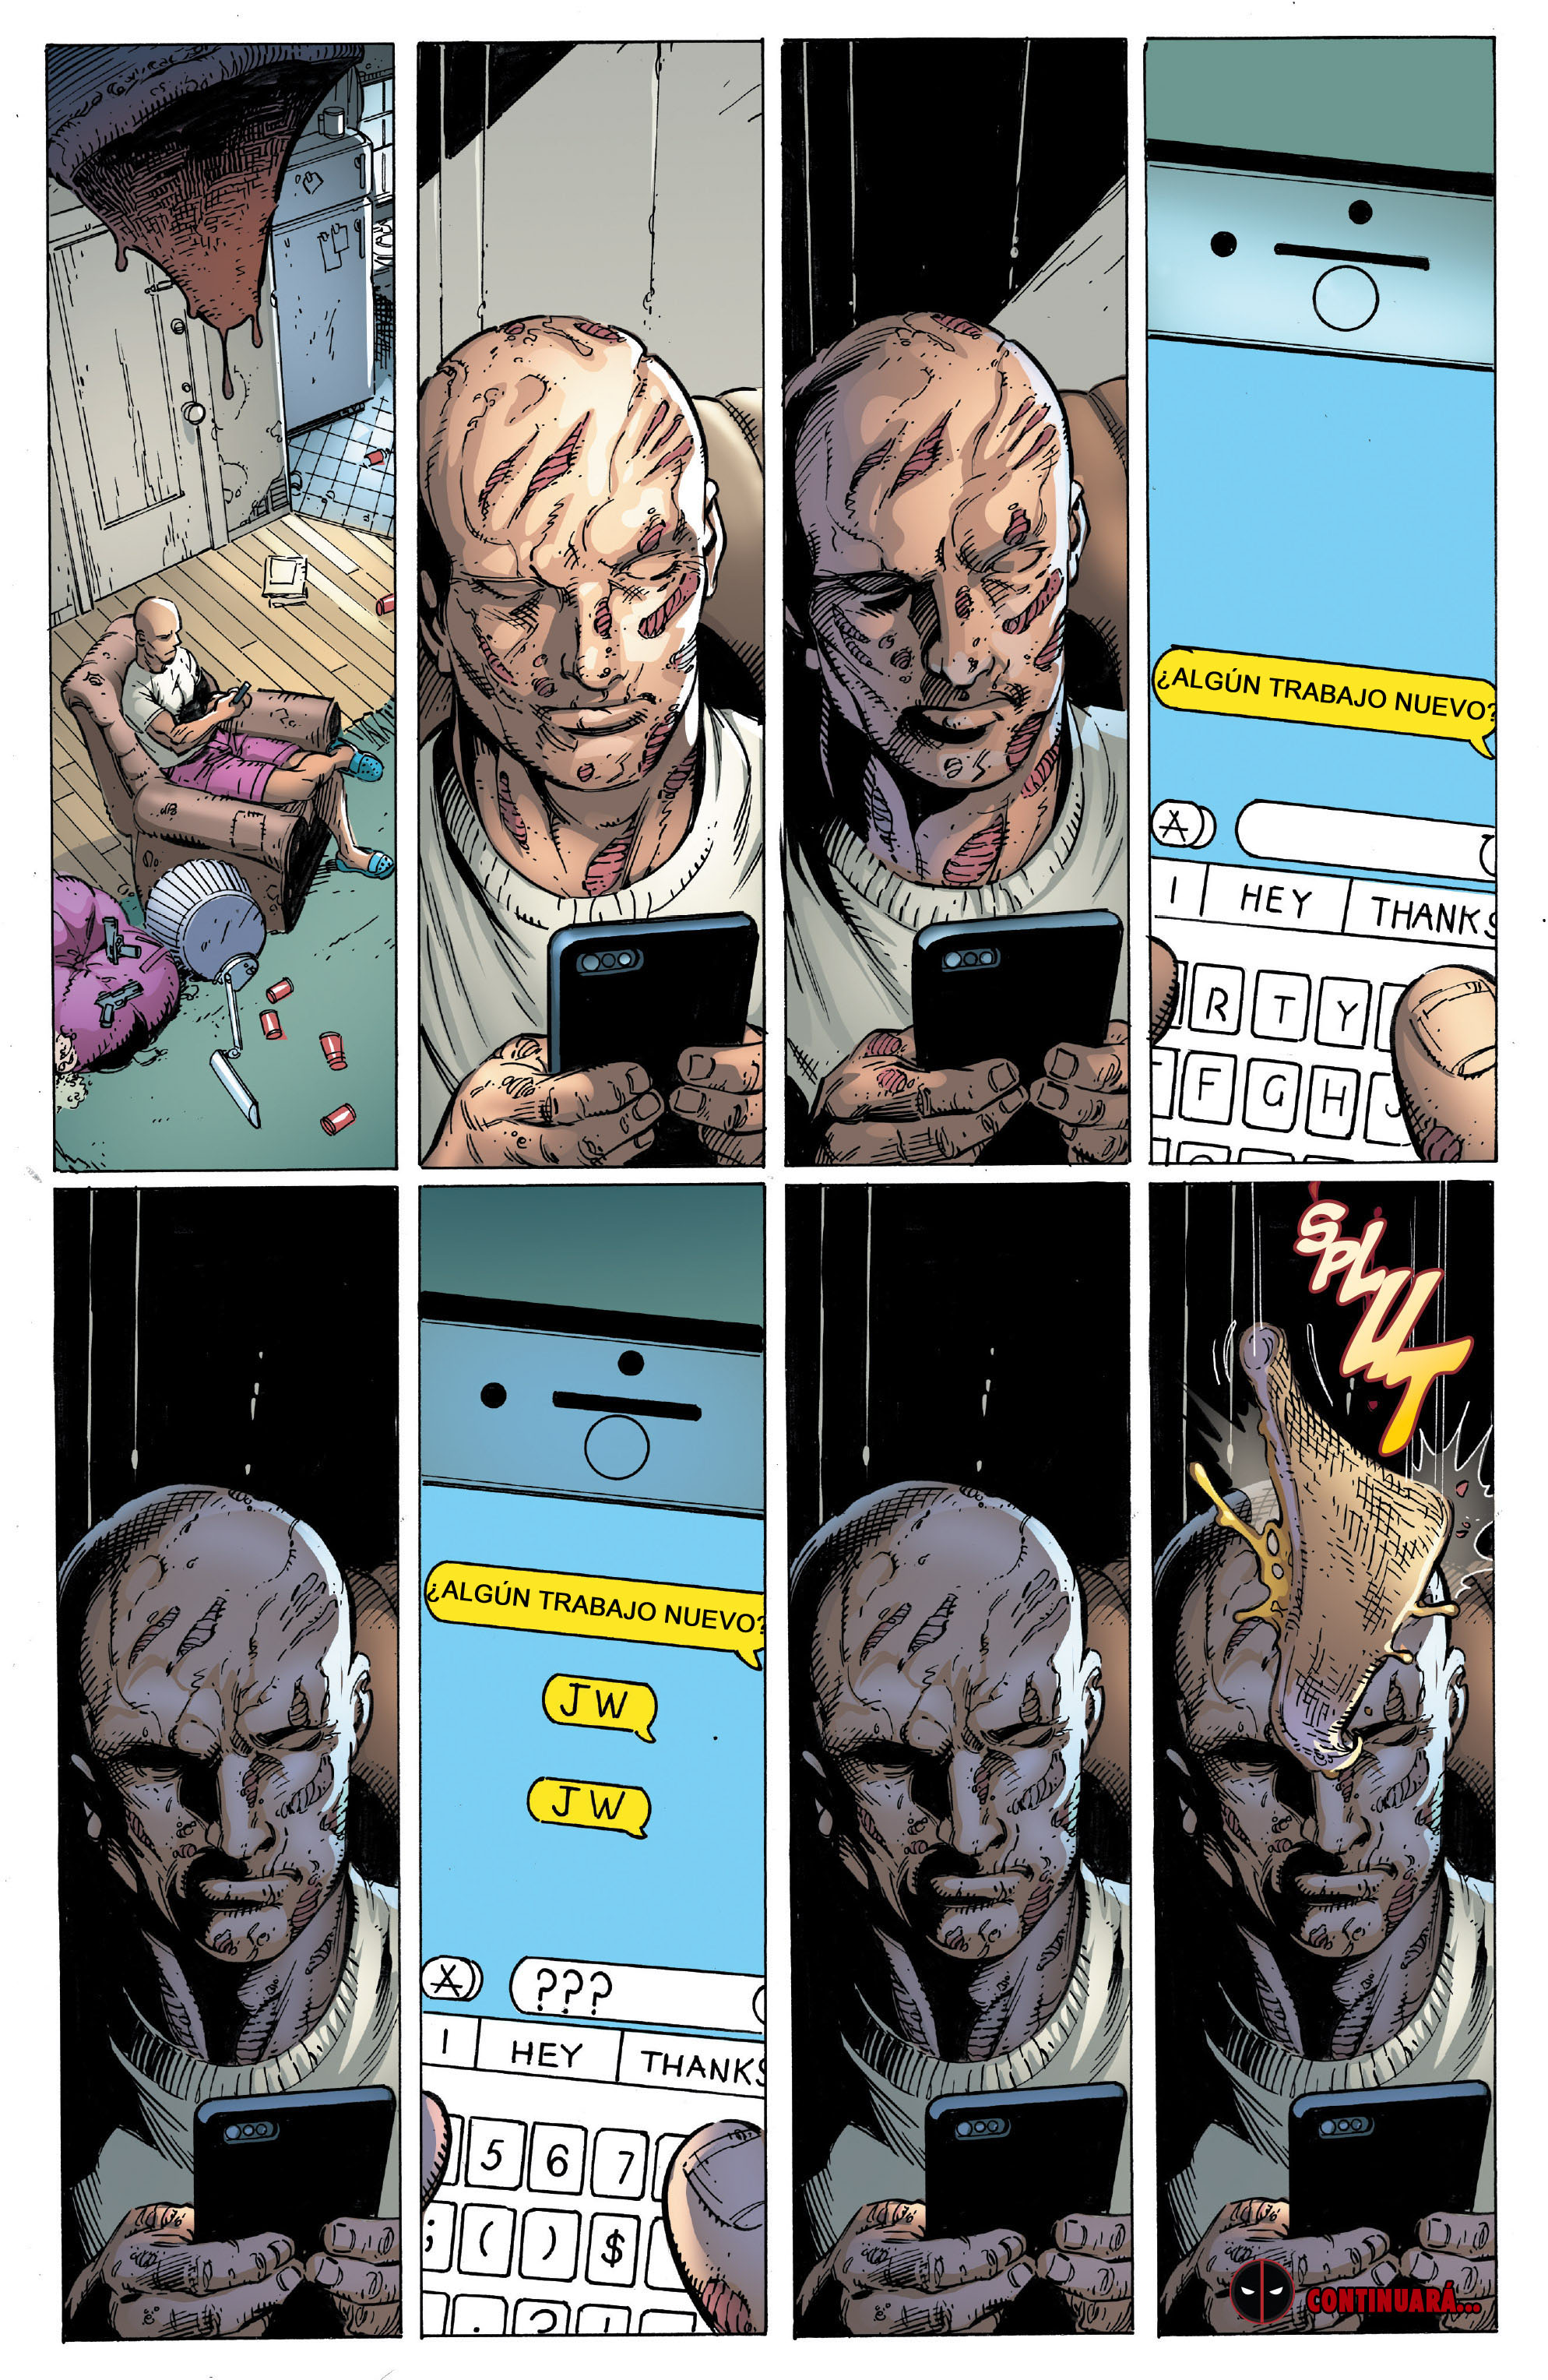 ¿ALGÚN TRABAJO NUEVO?
I HEY THANKS
R T Y
F G H J
¿ALGÚN TRABAJO NUEVO?
JW
JW
???
I HEY THANKS
5 6 7
; ( ) $
. ? !
SPLUT
CONTINUARÁ...